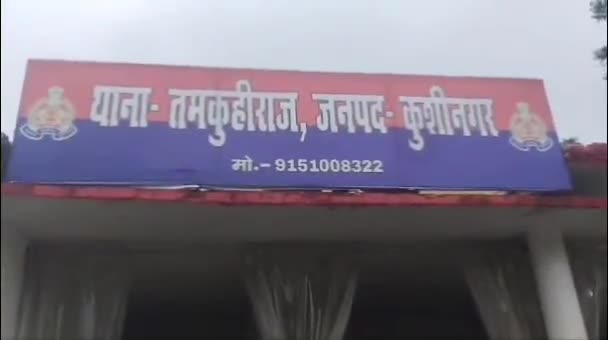 थाना- तमकुहीराज, जनपद- कुशीनगर
मो.- 9151008322